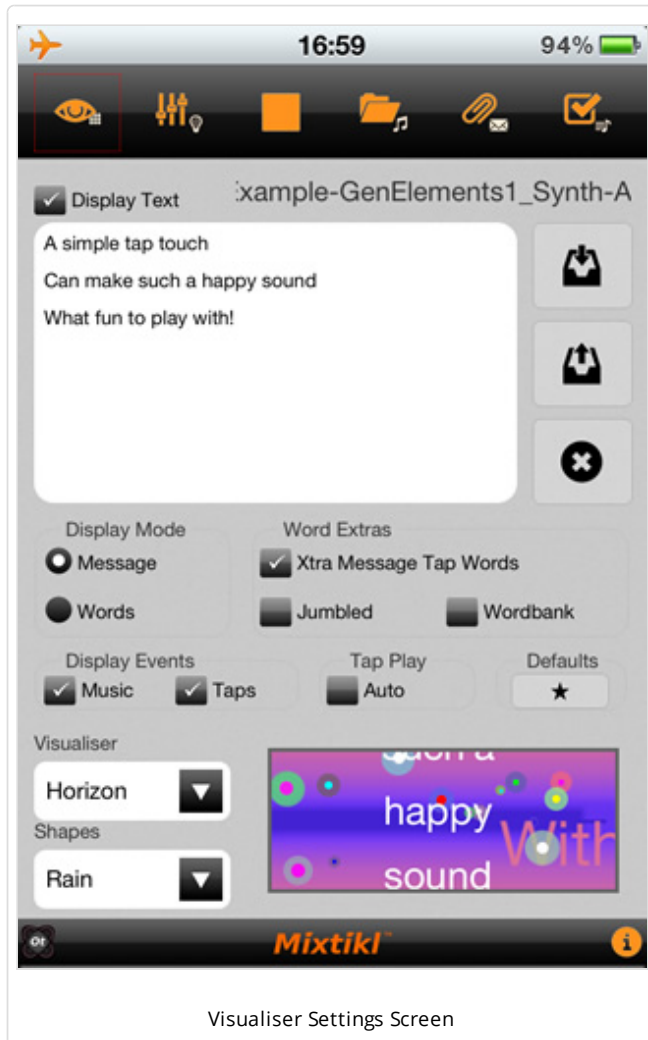 16:59 94%
:xample-GenElements1_Synth-A
Display Text
A simple tap touch
Can make such a happy sound
What fun to play with!
Display Mode Word Extras
Message Xtra Message Tap Words
Words Jumbled Wordbank
Display Events Tap Play Defaults
Music Taps Auto
Visualiser
Horizon
Shapes
Rain
such a
happy
With
sound
Mixtikl™
Visualiser Settings Screen